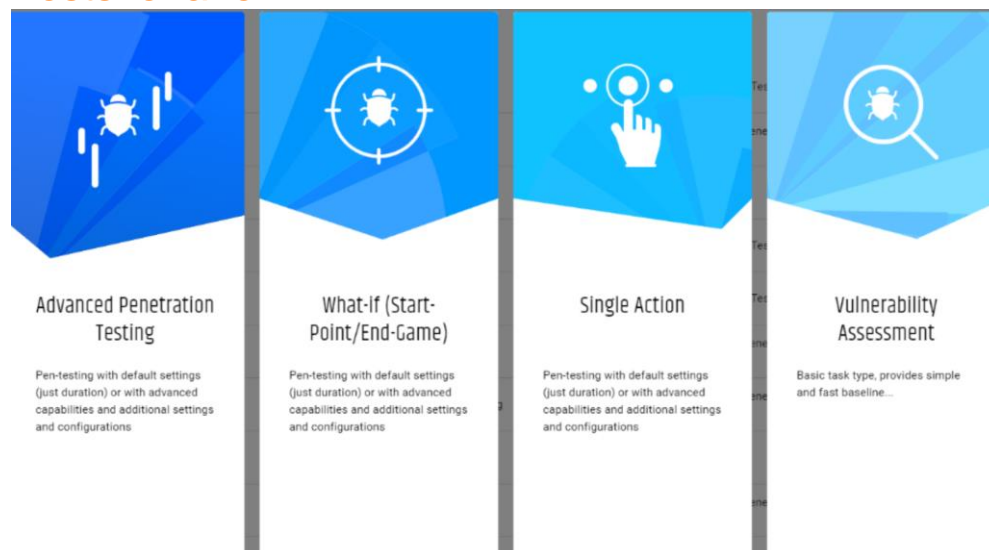 Advanced Penetration
Testing
Pen-testing with default settings
(just duration) or with advanced
capabilities and additional settings
and configurations
What-if (Start-
Point/End-Game)
Pen-testing with default settings
(just duration) or with advanced
capabilities and additional settings
and configurations
Single Action
Pen-testing with default settings
(just duration) or with advanced
capabilities and additional settings
and configurations
Vulnerability
Assessment
Basic task type, provides simple
and fast baseline...